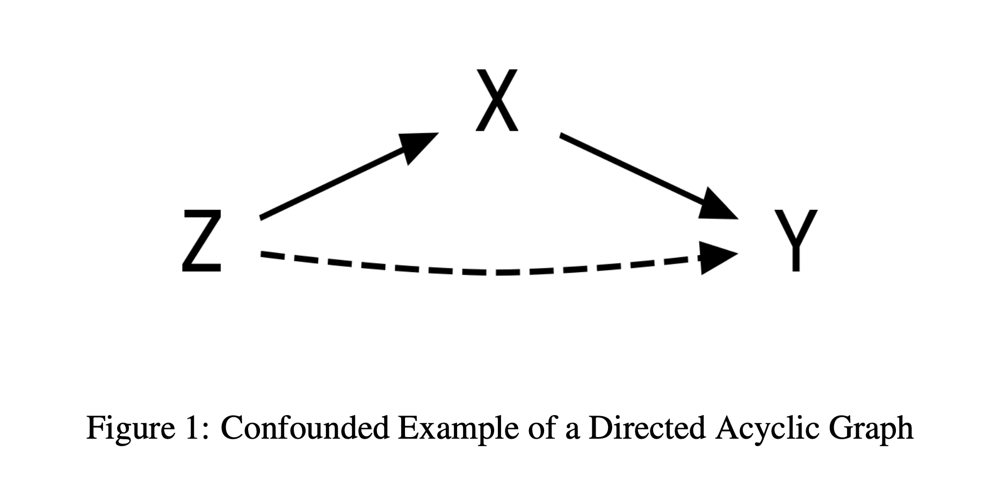 X
Z
Y
Figure 1: Confounded Example of a Directed Acyclic Graph